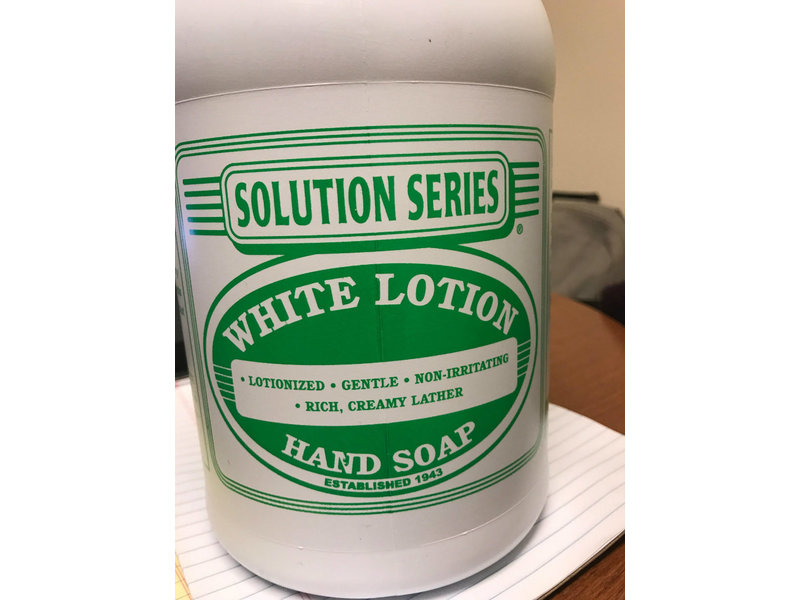 SOLUTION SERIES
®
WHITE LOTION
• LOTIONIZED • GENTLE • NON-IRRITATING
• RICH, CREAMY LATHER
HAND SOAP
ESTABLISHED 1943